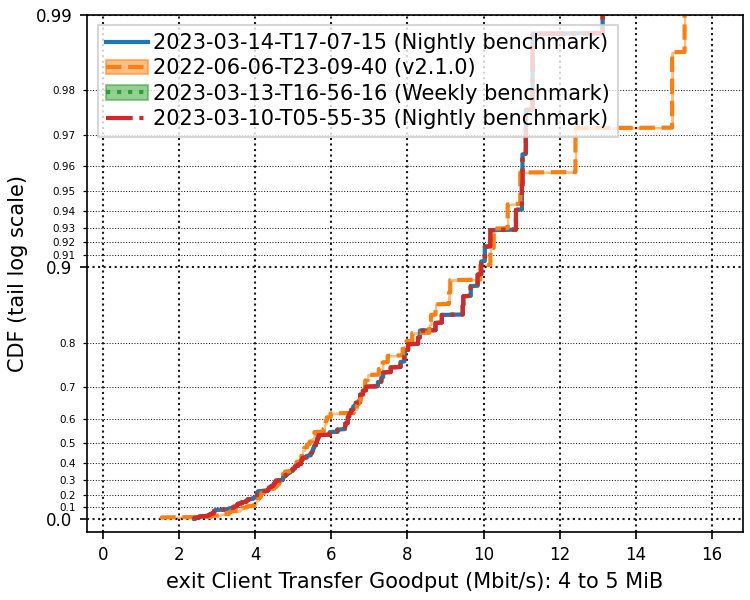 0.99
2023-03-14-T17-07-15 (Nightly benchmark)
2022-06-06-T23-09-40 (v2.1.0)
2023-03-13-T16-56-16 (Weekly benchmark)
2023-03-10-T05-55-35 (Nightly benchmark)
0.98
0.97
0.96
0.95
0.94
0.93
0.92
0.91
0.9
0.8
0.7
0.6
0.5
0.4
0.3
0.2
0.1
0.0
CDF (tail log scale)
0 2 4 6 8 10 12 14 16
exit Client Transfer Goodput (Mbit/s): 4 to 5 MiB